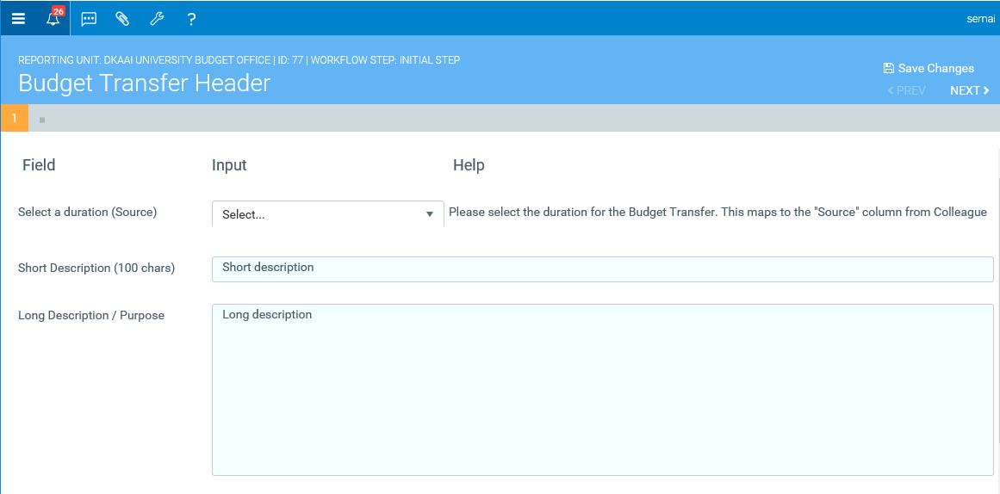 26
?
sernai
REPORTING UNIT: DKAAI UNIVERSITY BUDGET OFFICE | ID: 77 | WORKFLOW STEP: INITIAL STEP
Budget Transfer Header
Save Changes
PREV NEXT
1
Field Input Help
Select a duration (Source) Select... Please select the duration for the Budget Transfer. This maps to the "Source" column from Colleague
Short Description (100 chars) Short description
Long Description / Purpose Long description